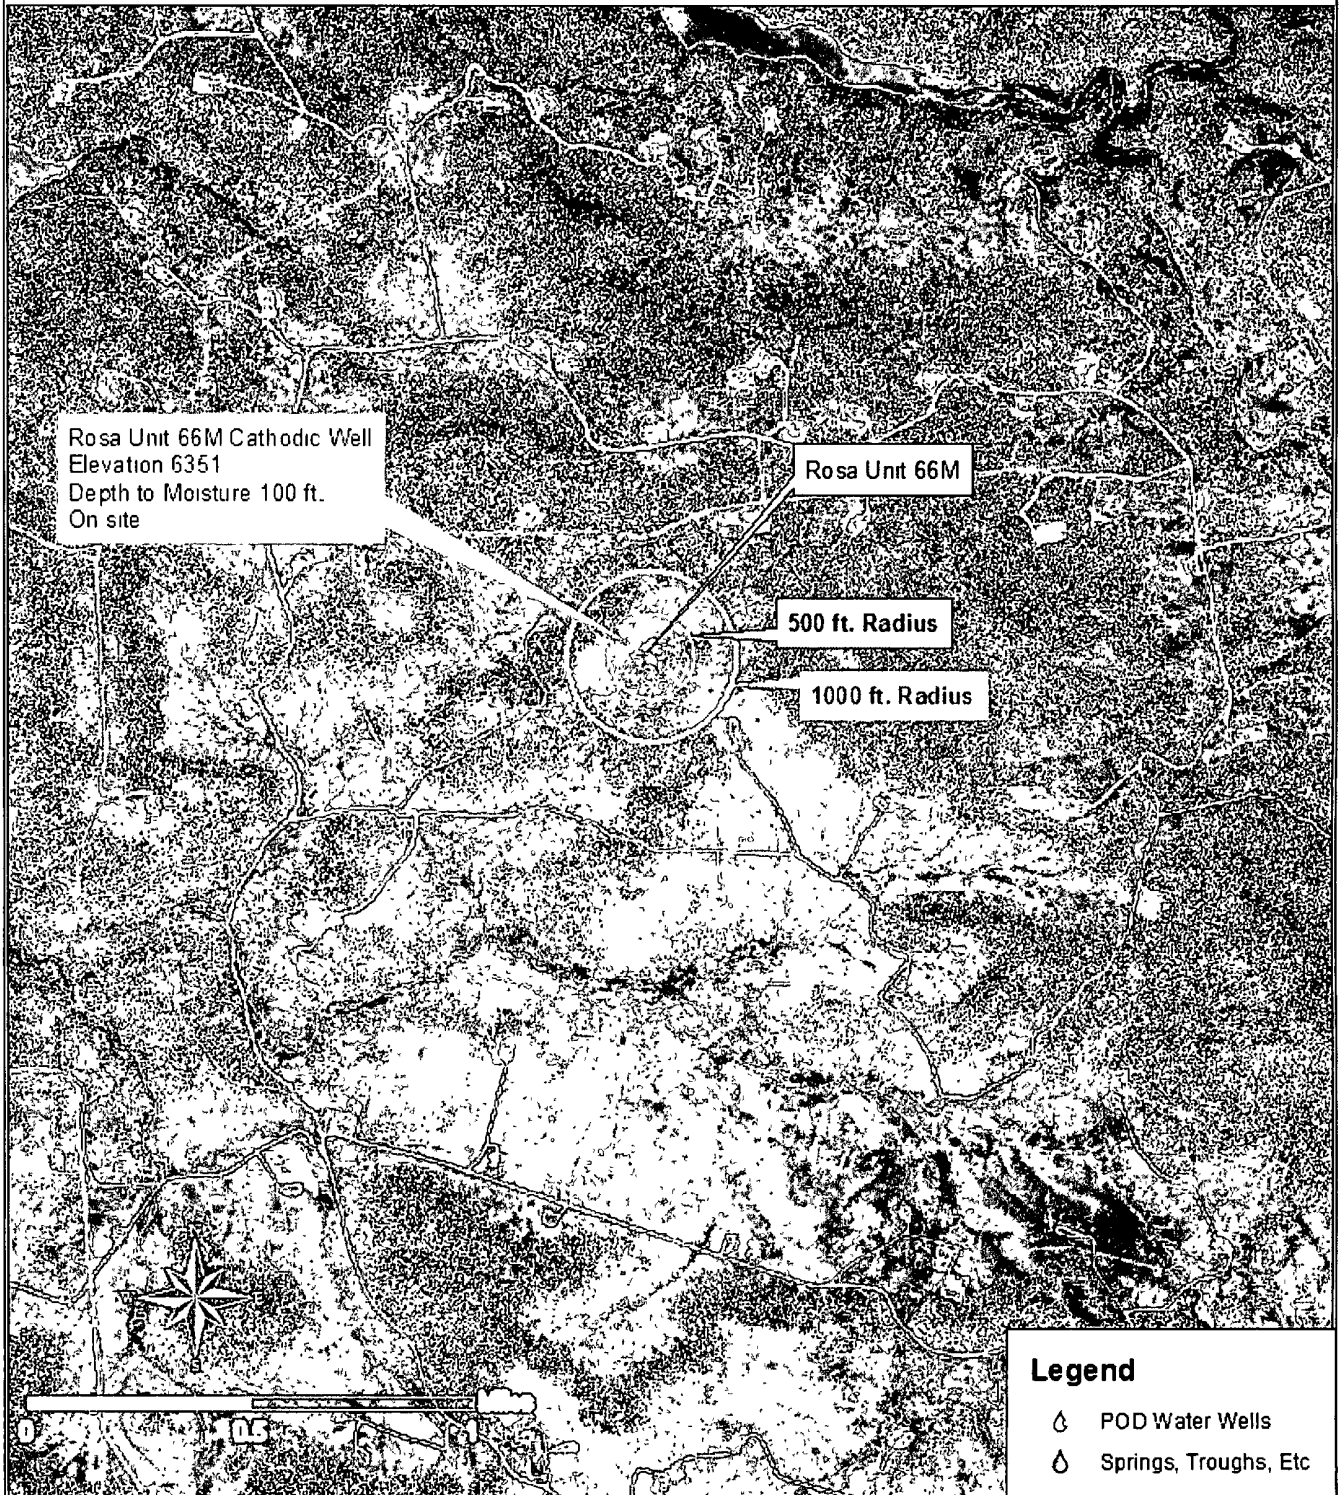 Rosa Unit 66M Cathodic Well
Elevation 6351
Depth to Moisture 100 ft.
On site
Rosa Unit 66M
500 ft. Radius
1000 ft. Radius
0
0.5
1
Legend
POD Water Wells
Springs, Troughs, Etc